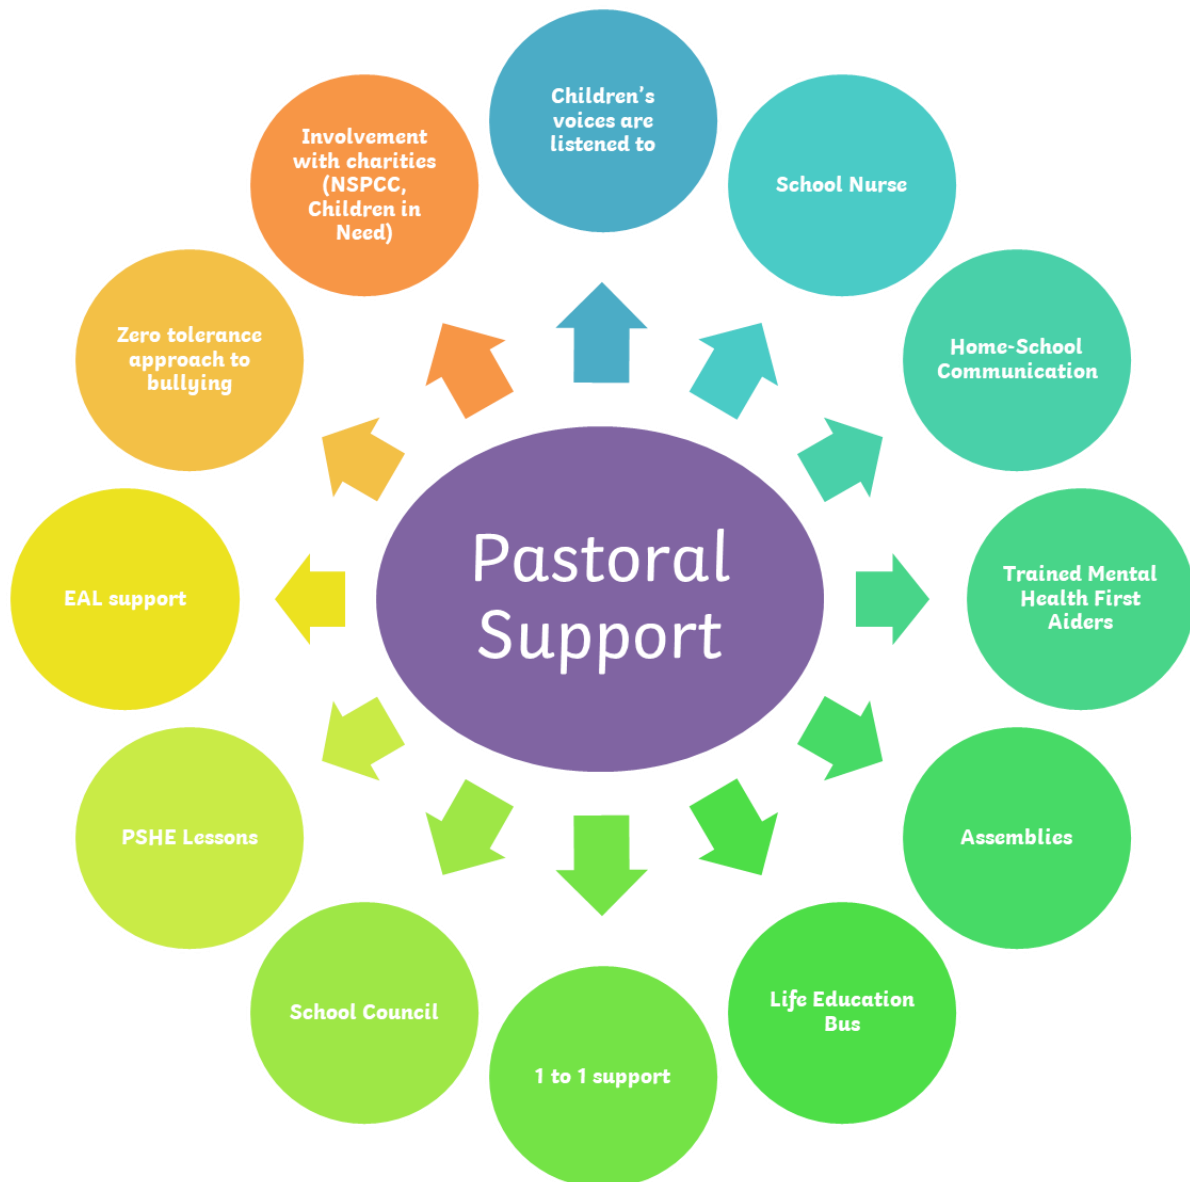 Children's
voices are
listened to
School Nurse
Home-School
Communication
Trained Mental
Health First
Aiders
Assemblies
Life Education
Bus
1 to 1 support
School Council
PSHE Lessons
EAL support
Zero tolerance
approach to
bullying
Involvement
with charities
(NSPCC,
Children in
Need)
Pastoral
Support